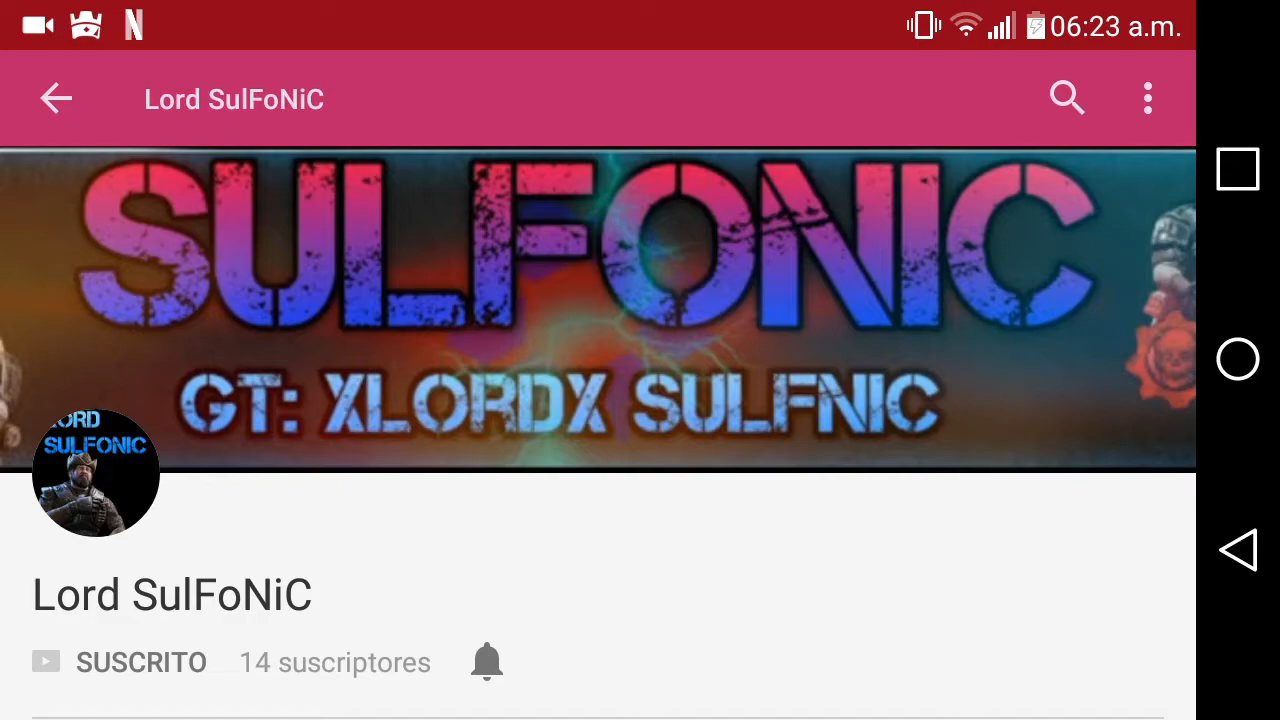 06:23 a.m.
Lord SulFoNiC
SULFONIC
GT: XLORDX SULFNIC
LORD
SULFONIC
Lord SulFoNiC
SUSCRITO 14 suscriptores